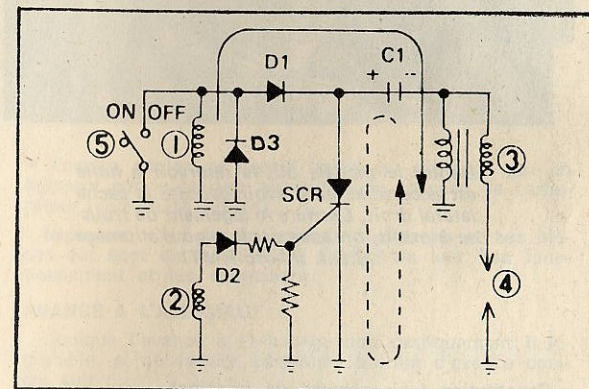 D1
C1
+ --
ON OFF
⑤
①
D3
③
SCR
D2
②
④